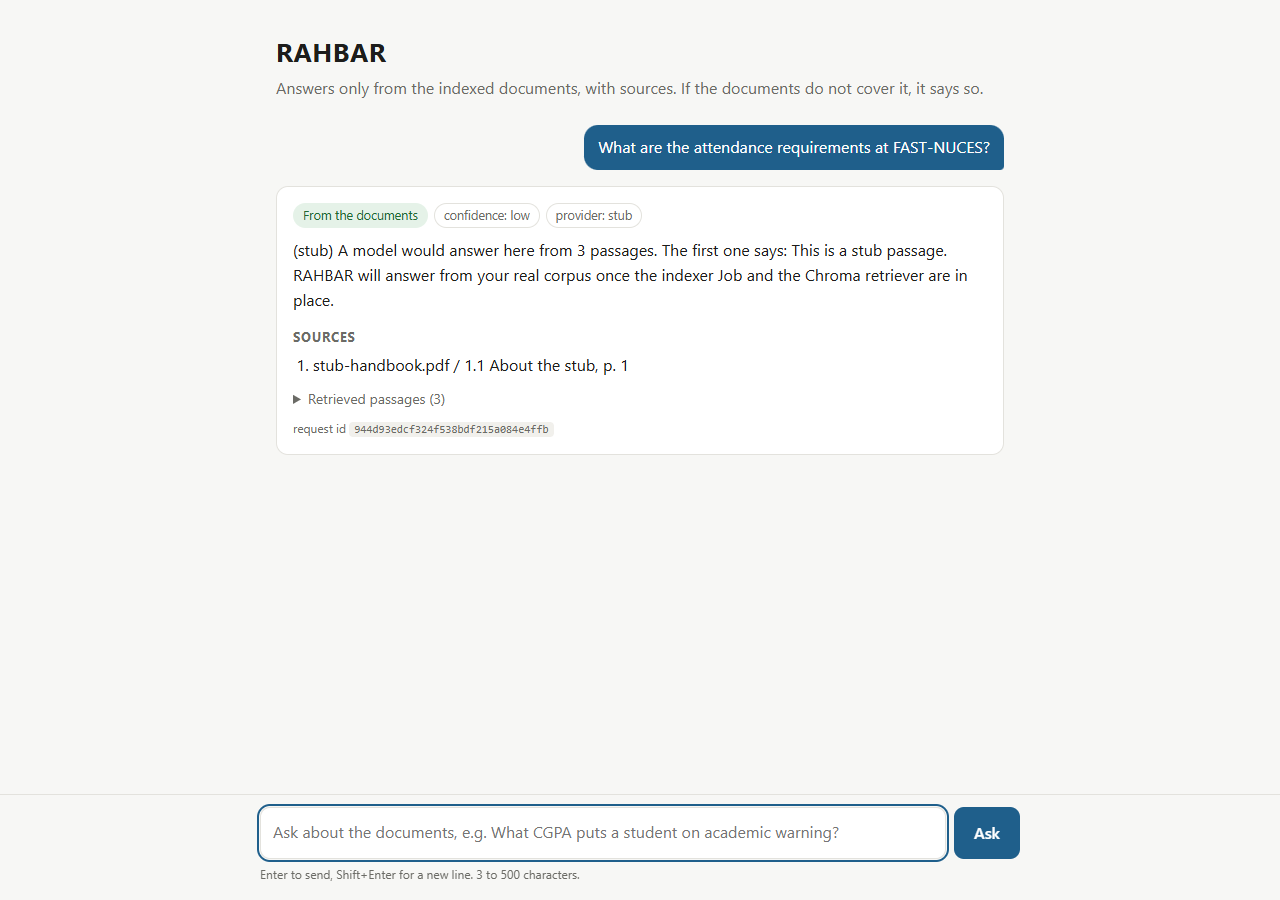 RAHBAR
Answers only from the indexed documents, with sources. If the documents do not cover it, it says so.
What are the attendance requirements at FAST-NUCES?
From the documents
confidence: low
provider: stub
(stub) A model would answer here from 3 passages. The first one says: This is a stub passage.
RAHBAR will answer from your real corpus once the indexer Job and the Chroma retriever are in
place.
SOURCES
1. stub-handbook.pdf / 1.1 About the stub, p. 1
Retrieved passages (3)
request id 944d93edcf324f538bdf215a084e4ffb
Ask about the documents, e.g. What CGPA puts a student on academic warning?
Ask
Enter to send, Shift+Enter for a new line. 3 to 500 characters.